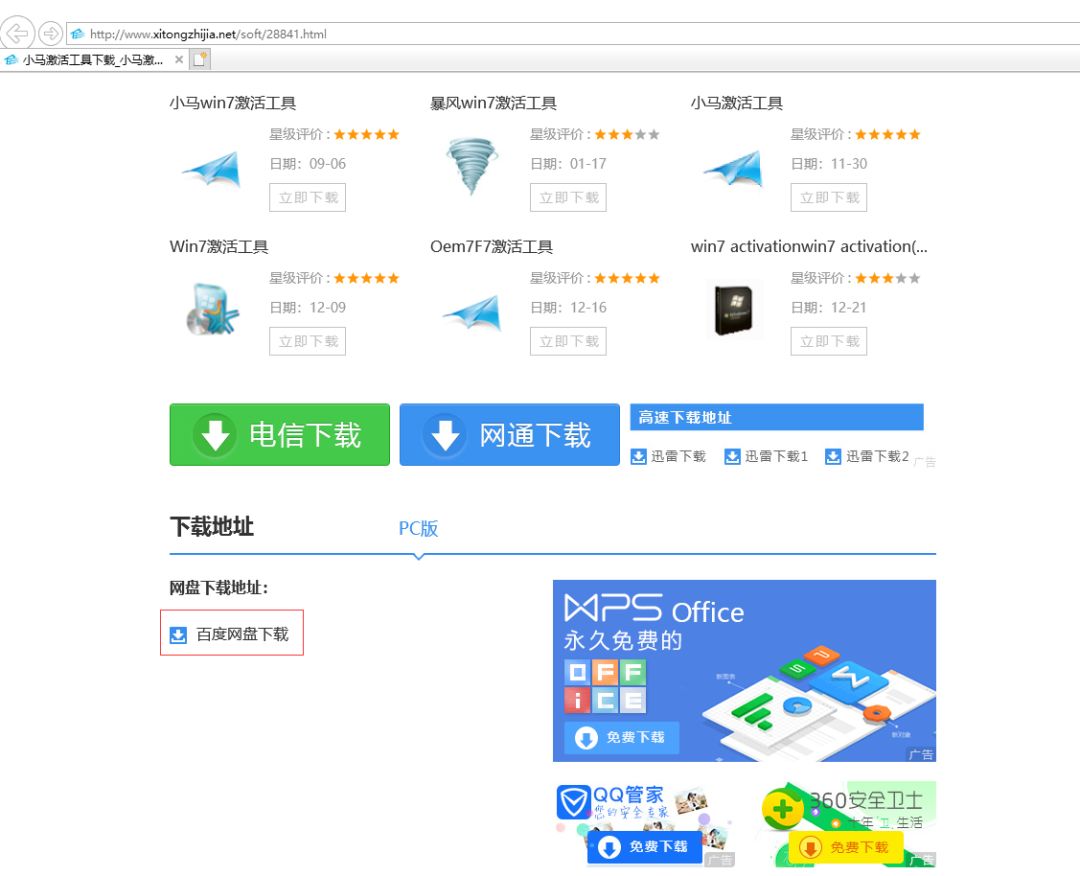 http://www.xitongzhijia.net/soft/28841.html
小马激活工具下载_小马激...
小马win7激活工具
暴风win7激活工具
小马激活工具
星级评价 :
星级评价 :
星级评价 :
日期：09-06
日期：01-17
日期：11-30
立即下载
立即下载
立即下载
Win7激活工具
Oem7F7激活工具
win7 activationwin7 activation(...
星级评价 :
星级评价 :
星级评价 :
日期：12-09
日期：12-16
日期：12-21
立即下载
立即下载
立即下载
电信下载
网通下载
高速下载地址
迅雷下载
迅雷下载1
迅雷下载2
广告
下载地址
PC版
网盘下载地址：
百度网盘下载
WPS Office
永久免费的
OFF
iCE
免费下载
新图表
新对象
广告
QQ管家
您的安全专家
免费下载
广告
360安全卫士
生活
免费下载
广告